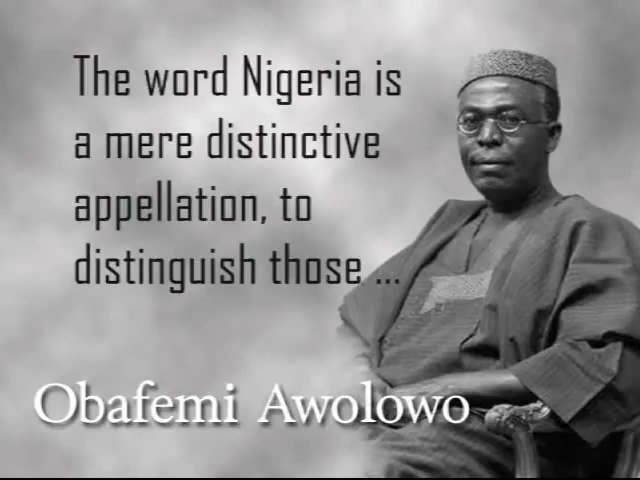 The word Nigeria is
a mere distinctive
appellation, to
distinguish those ...
Obafemi Awolowo